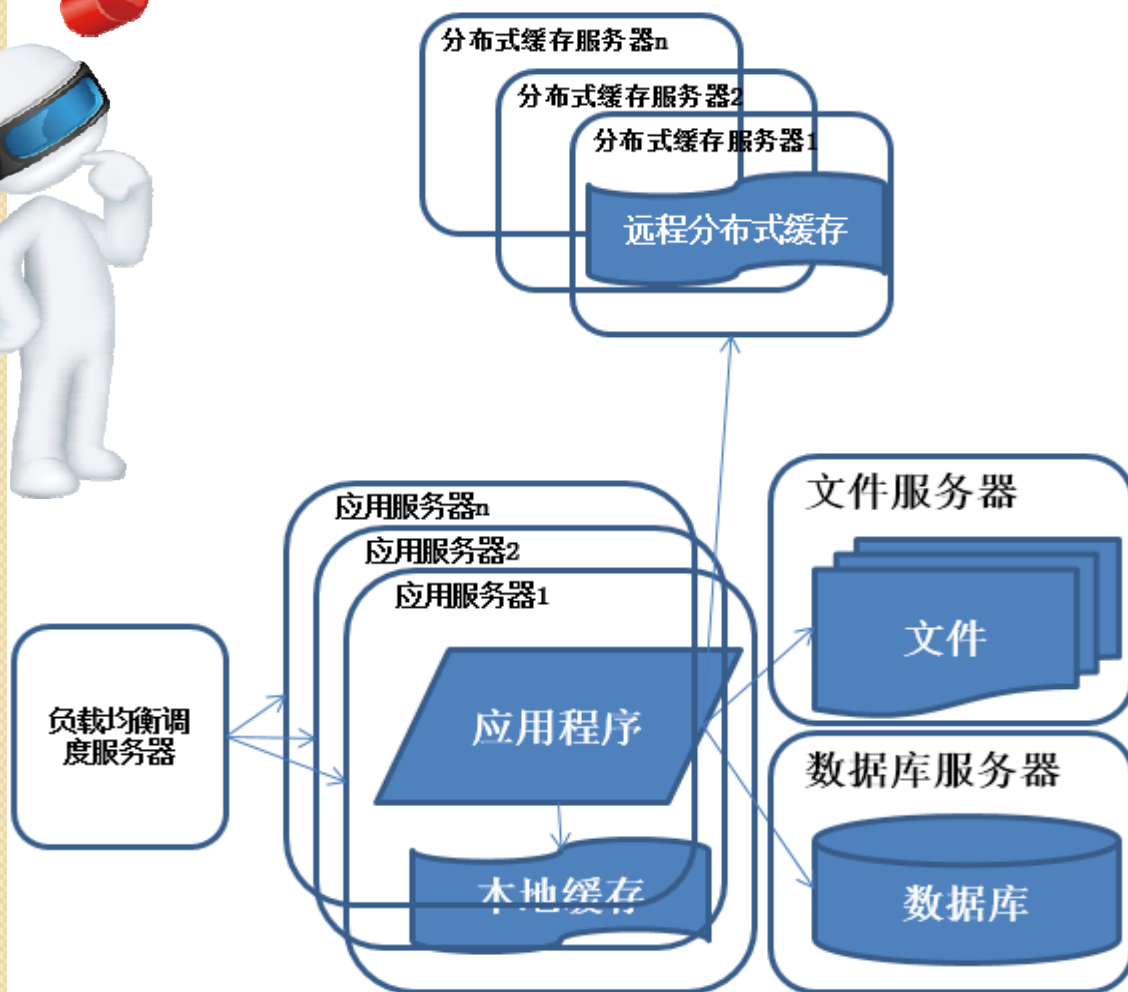 分布式缓存服务器n
分布式缓存服务器2
分布式缓存服务器1
远程分布式缓存
应用服务器n
应用服务器2
应用服务器1
应用程序
本地缓存
负载均衡调
度服务器
文件服务器
文件
数据库服务器
数据库